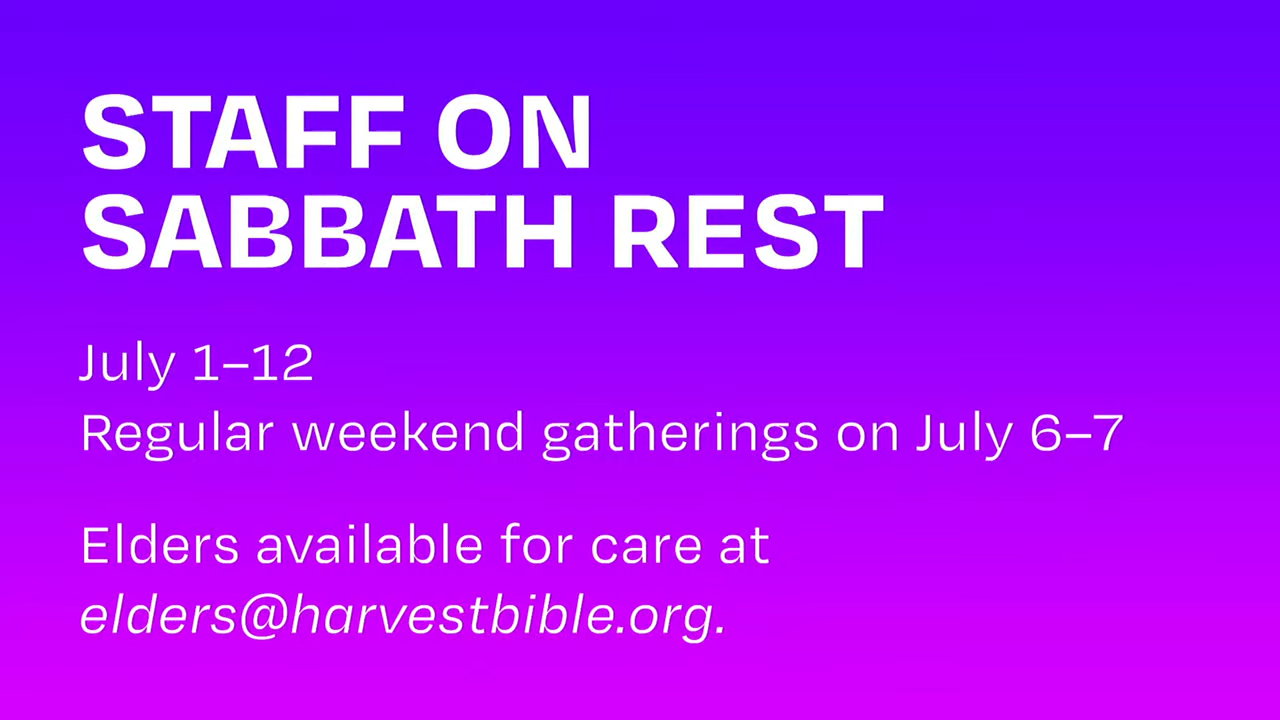 STAFF ON
SABBATH REST
July 1–12
Regular weekend gatherings on July 6–7
Elders available for care at
elders@harvestbible.org.